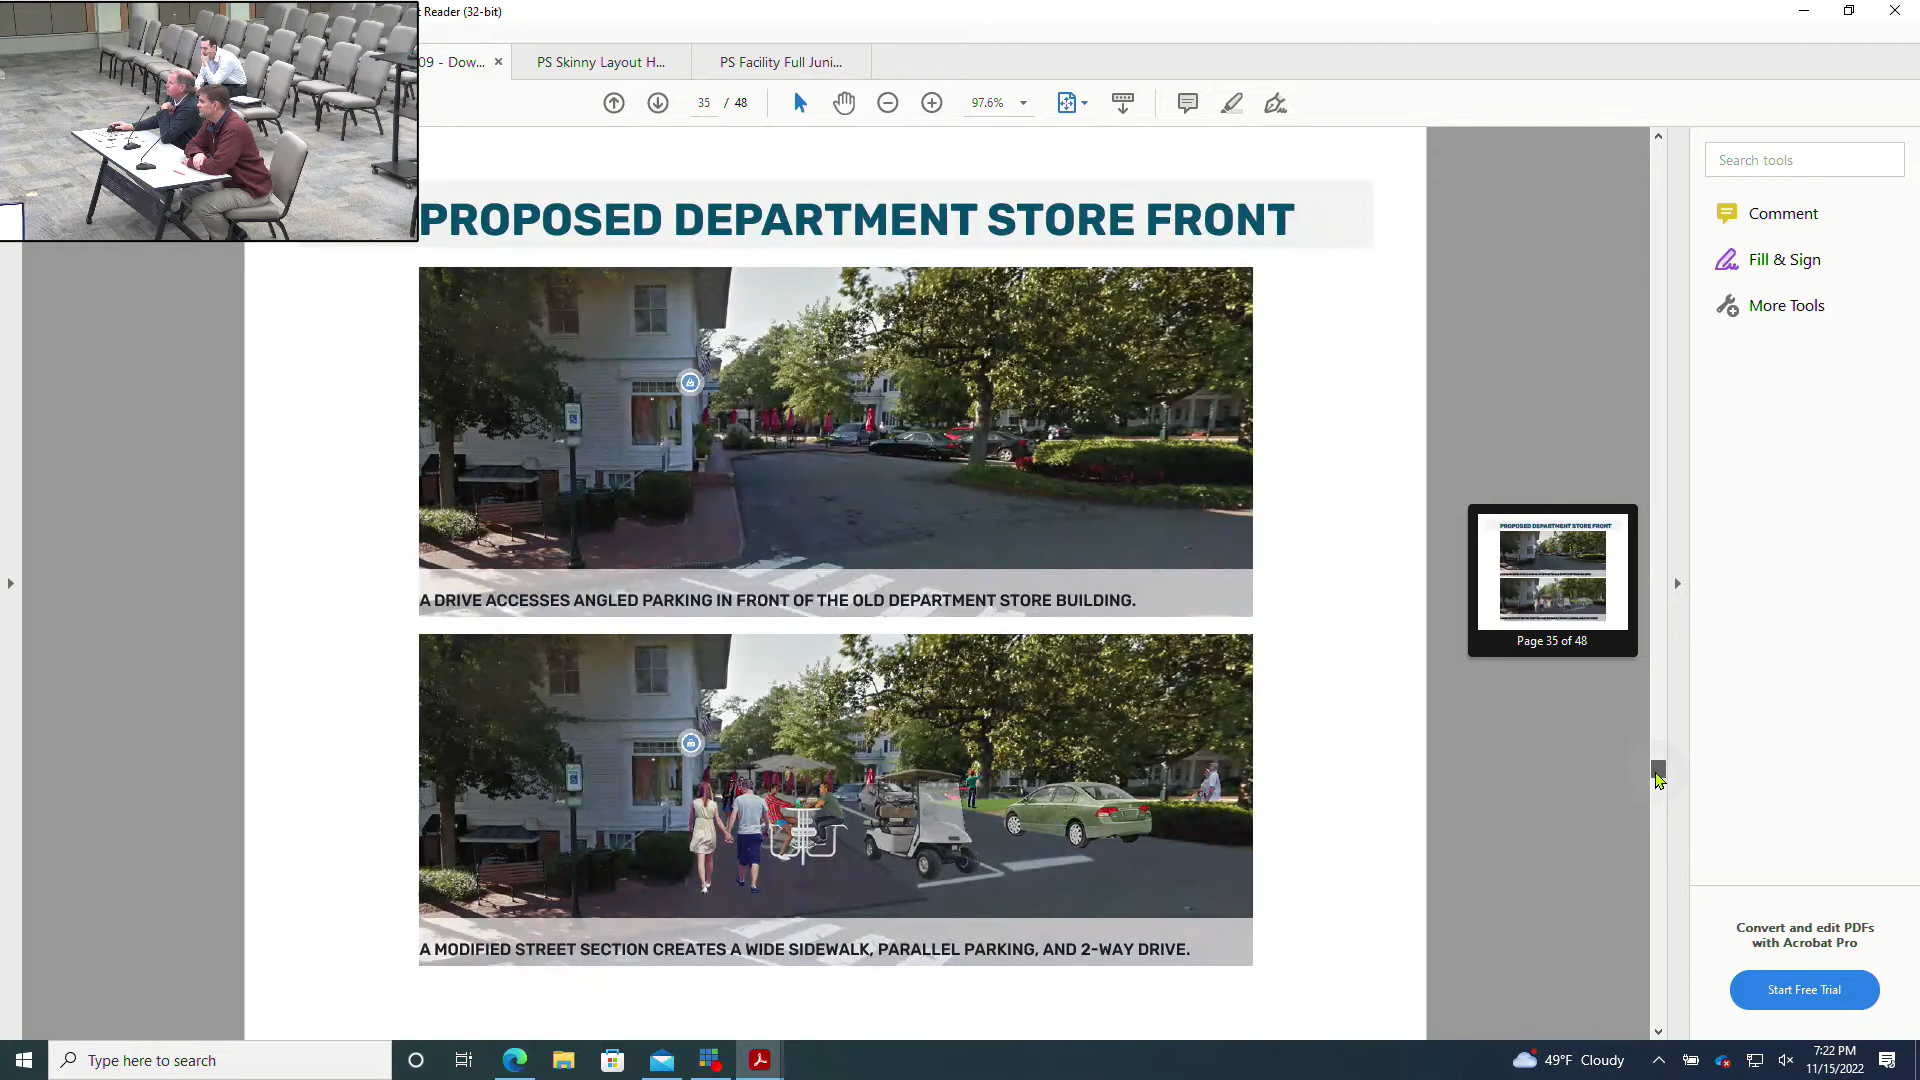 t Reader (32-bit)
09 - Dow...
PS Skinny Layout H...
PS Facility Full Juni...
35 / 48
97.6%
Search tools
Comment
Fill & Sign
More Tools
PROPOSED DEPARTMENT STORE FRONT
A DRIVE ACCESSES ANGLED PARKING IN FRONT OF THE OLD DEPARTMENT STORE BUILDING.
A MODIFIED STREET SECTION CREATES A WIDE SIDEWALK, PARALLEL PARKING, AND 2-WAY DRIVE.
PROPOSED DEPARTMENT STORE FRONT
Page 35 of 48
Convert and edit PDFs
with Acrobat Pro
Start Free Trial
Type here to search
49°F Cloudy
7:22 PM
11/15/2022